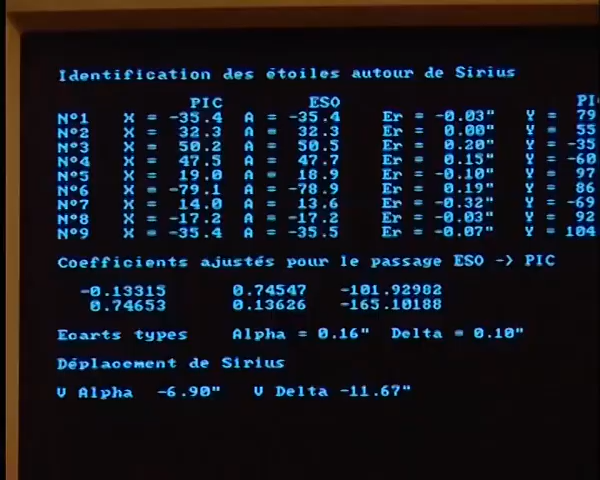 Identification des étoiles autour de Sirius
PIC ESO PI
N°1 X = -35.4 A = -35.4 Er = -0.03" Y = 79
N°2 X = 32.3 A = 32.3 Er = 0.00" Y = 55
N°3 X = 50.2 A = 50.5 Er = 0.20" Y = -35
N°4 X = 47.5 A = 47.7 Er = 0.15" Y = -60
N°5 X = 19.0 A = 18.9 Er = -0.10" Y = 97
N°6 X = -79.1 A = -78.9 Er = 0.19" Y = 86
N°7 X = 14.0 A = 13.6 Er = -0.32" Y = -69
N°8 X = -17.2 A = -17.2 Er = -0.03" Y = 92
N°9 X = -35.4 A = -35.5 Er = -0.07" Y = 104
Coefficients ajustés pour le passage ESO -> PIC
-0.13315 0.74547 -101.92982
0.74653 0.13626 -165.10188
Ecarts types Alpha = 0.16" Delta = 0.10"
Déplacement de Sirius
V Alpha -6.90" V Delta -11.67"